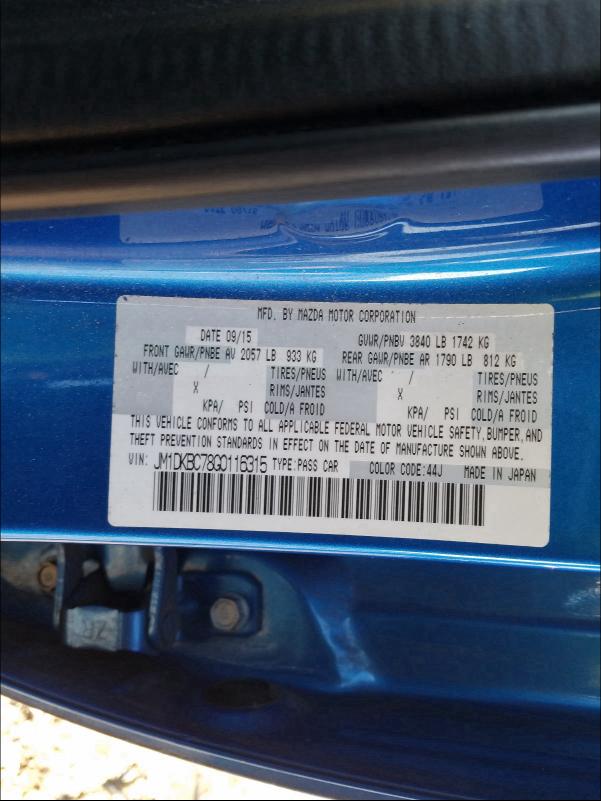 MFD. BY MAZDA MOTOR CORPORATION
DATE 09/15 GVWR/PNBV 3840 LB 1742 KG
FRONT GAWR/PNBE AV 2057 LB 933 KG REAR GAWR/PNBE AR 1790 LB 812 KG
WITH/AVEC / TIRES/PNEUS WITH/AVEC / TIRES/PNEUS
X RIMS/JANTES X RIMS/JANTES
KPA/ PSI COLD/A FROID KPA/ PSI COLD/A FROID
THIS VEHICLE CONFORMS TO ALL APPLICABLE FEDERAL MOTOR VEHICLE SAFETY, BUMPER, AND
THEFT PREVENTION STANDARDS IN EFFECT ON THE DATE OF MANUFACTURE SHOWN ABOVE.
VIN: JM1DKBC78G0116315 TYPE:PASS CAR COLOR CODE:44J MADE IN JAPAN
ZR